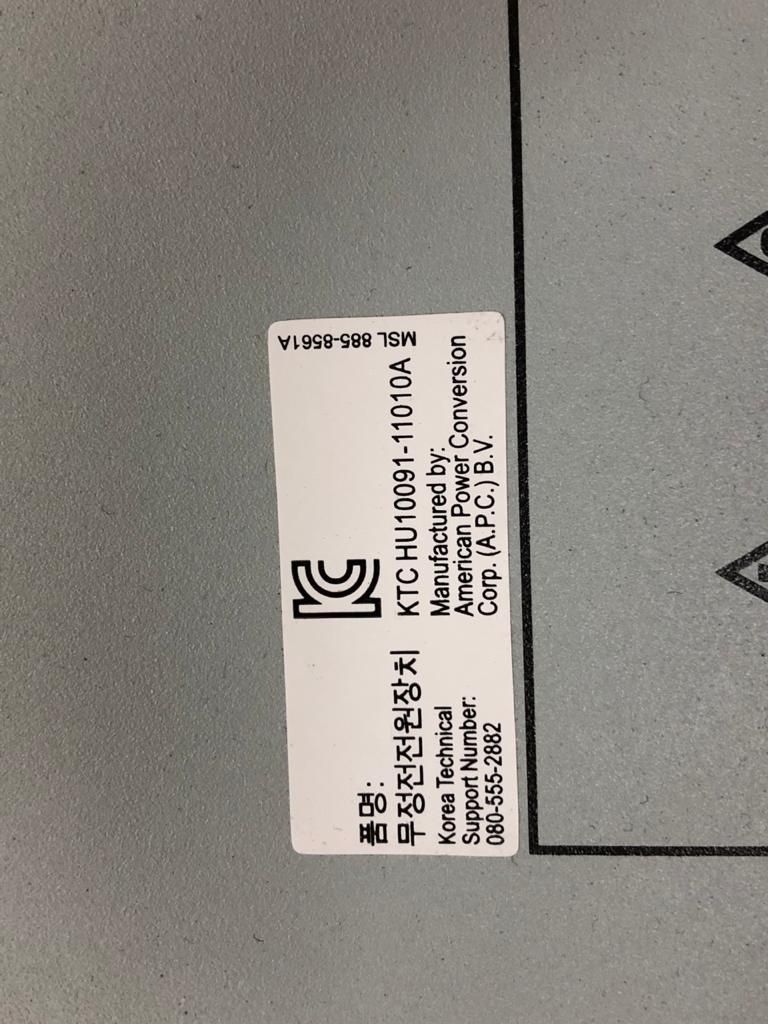 품명:
무정전전원장치
Korea Technical
Support Number:
080-555-2882
KC
KTC HU10091-11010A
Manufactured by:
American Power Conversion
Corp. (A.P.C.) B.V.
MSL 885-8561A